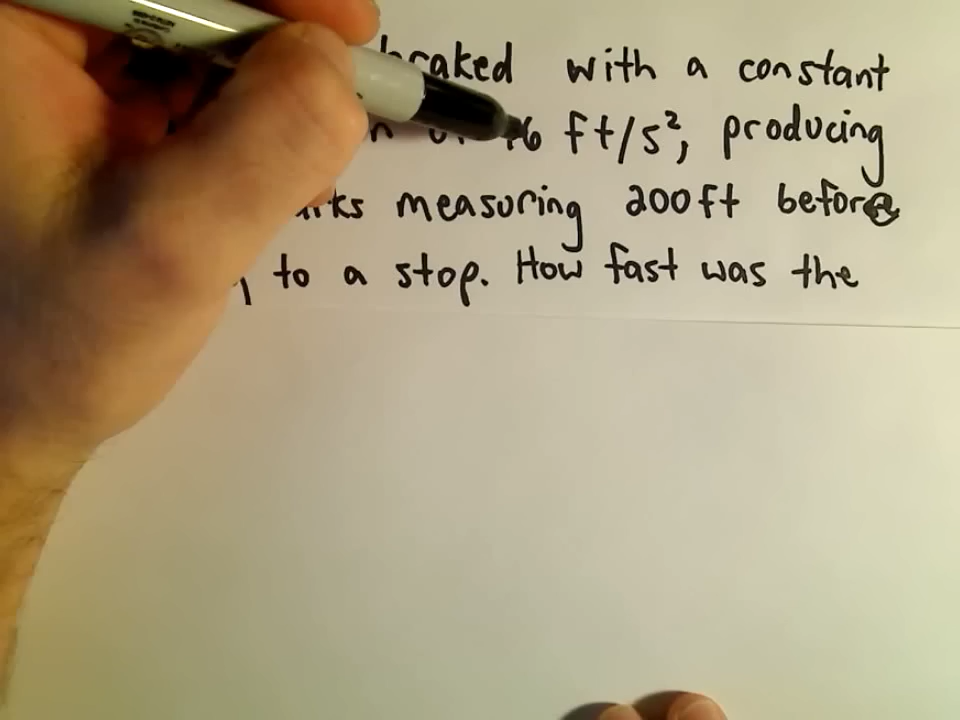 braked with a constant
ft/s², producing
measuring 200ft before
to a stop. How fast was the